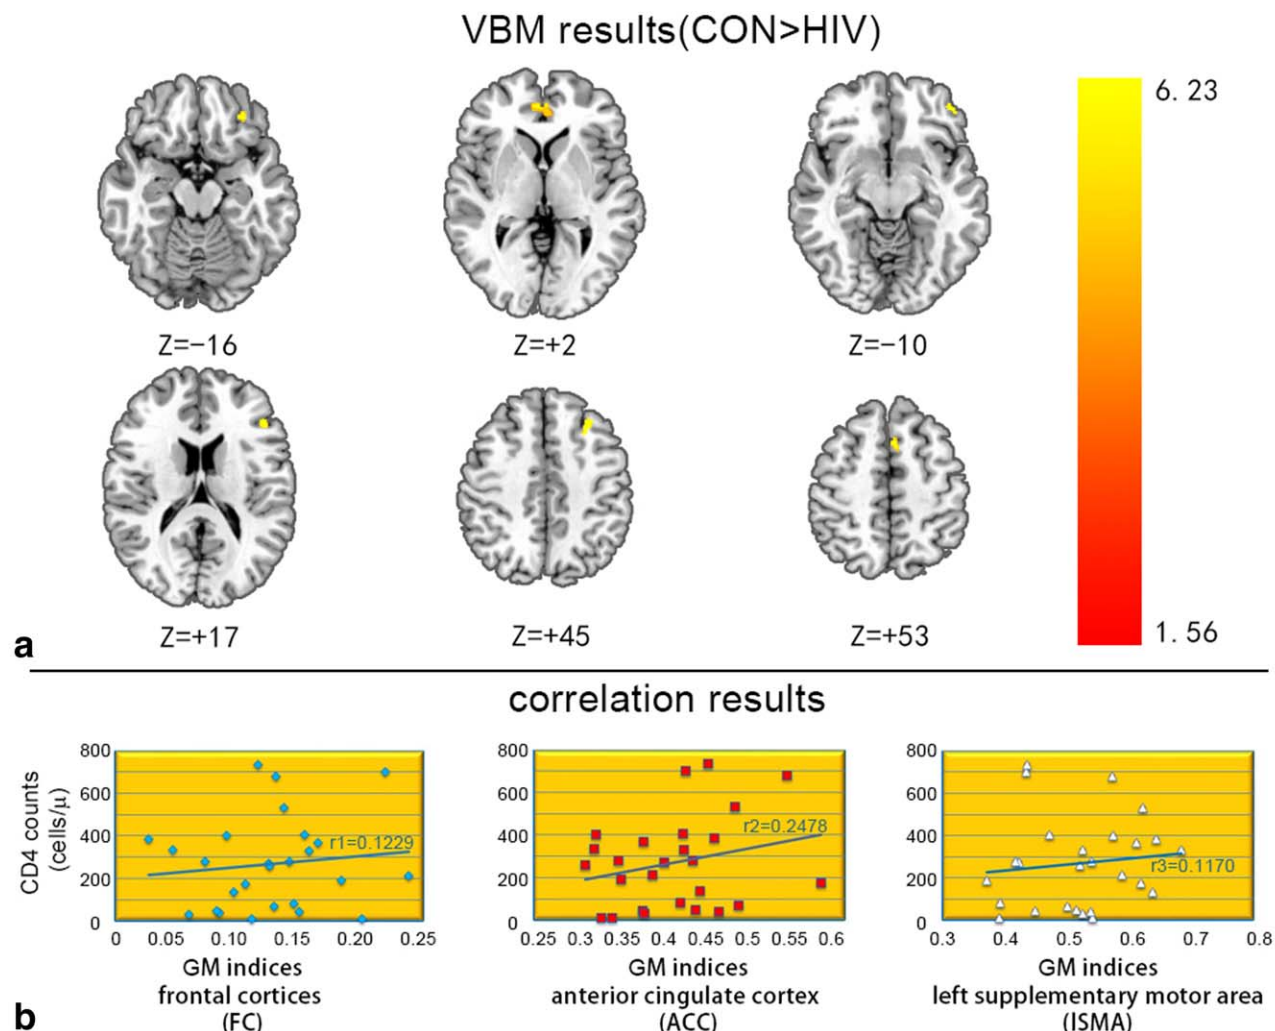 VBM results(CON>HIV)
6.23
Z=−16
Z=+2
Z=−10
Z=+17
Z=+45
Z=+53
1.56
a
correlation results
CD4 counts
(cells/μ)
800
600
400
200
0
r1=0.1229
0 0.05 0.10 0.15 0.20 0.25
GM indices
frontal cortices
(FC)
800
600
400
200
0
r2=0.2478
0.25 0.3 0.35 0.4 0.45 0.5 0.55 0.6
GM indices
anterior cingulate cortex
(ACC)
800
600
400
200
0
r3=0.1170
0.3 0.4 0.5 0.6 0.7 0.8
GM indices
left supplementary motor area
(lSMA)
b